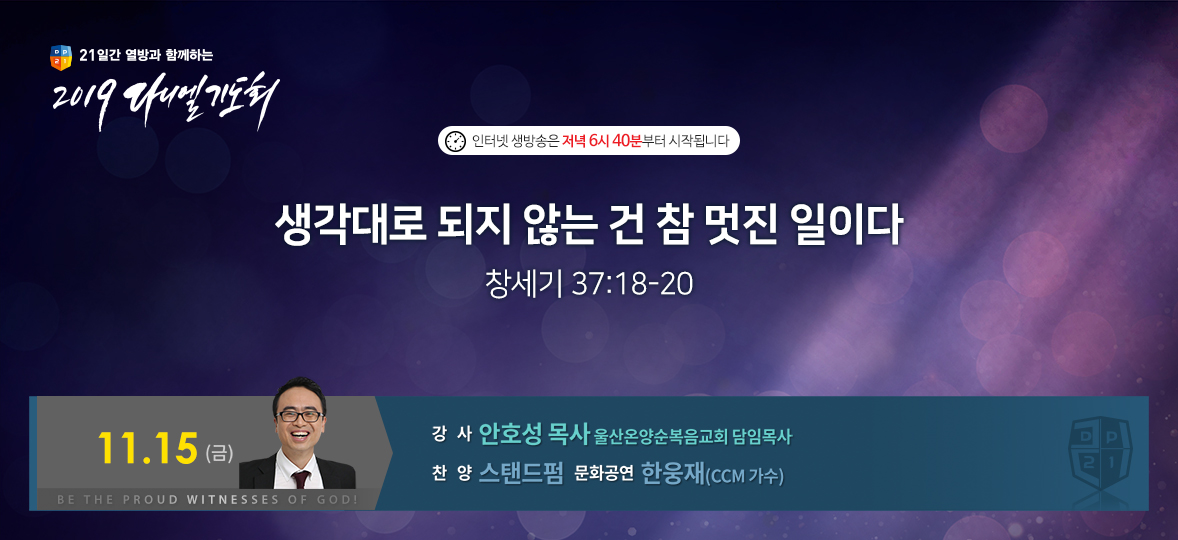 DP
21
21일간 열방과 함께하는
2019 다니엘기도회
인터넷 생방송은 저녁 6시 40분부터 시작됩니다
생각대로 되지 않는 건 참 멋진 일이다
창세기 37:18-20
11.15 (금)
BE THE PROUD WITNESSES OF GOD!
강 사 안호성 목사 울산온양순복음교회 담임목사
찬 양 스탠드펌 문화공연 한웅재(CCM 가수)
DP
21